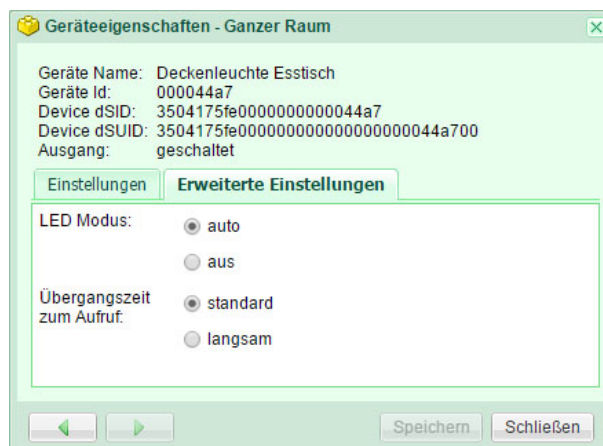 Geräteeigenschaften - Ganzer Raum
Geräte Name: Deckenleuchte Esstisch
Geräte Id: 000044a7
Device dSID: 3504175fe0000000000044a7
Device dSUID: 3504175fe000000000000000000044a700
Ausgang: geschaltet
Einstellungen Erweiterte Einstellungen
LED Modus: auto
aus
Übergangszeit
zum Aufruf:
standard
langsam
Speichern Schließen